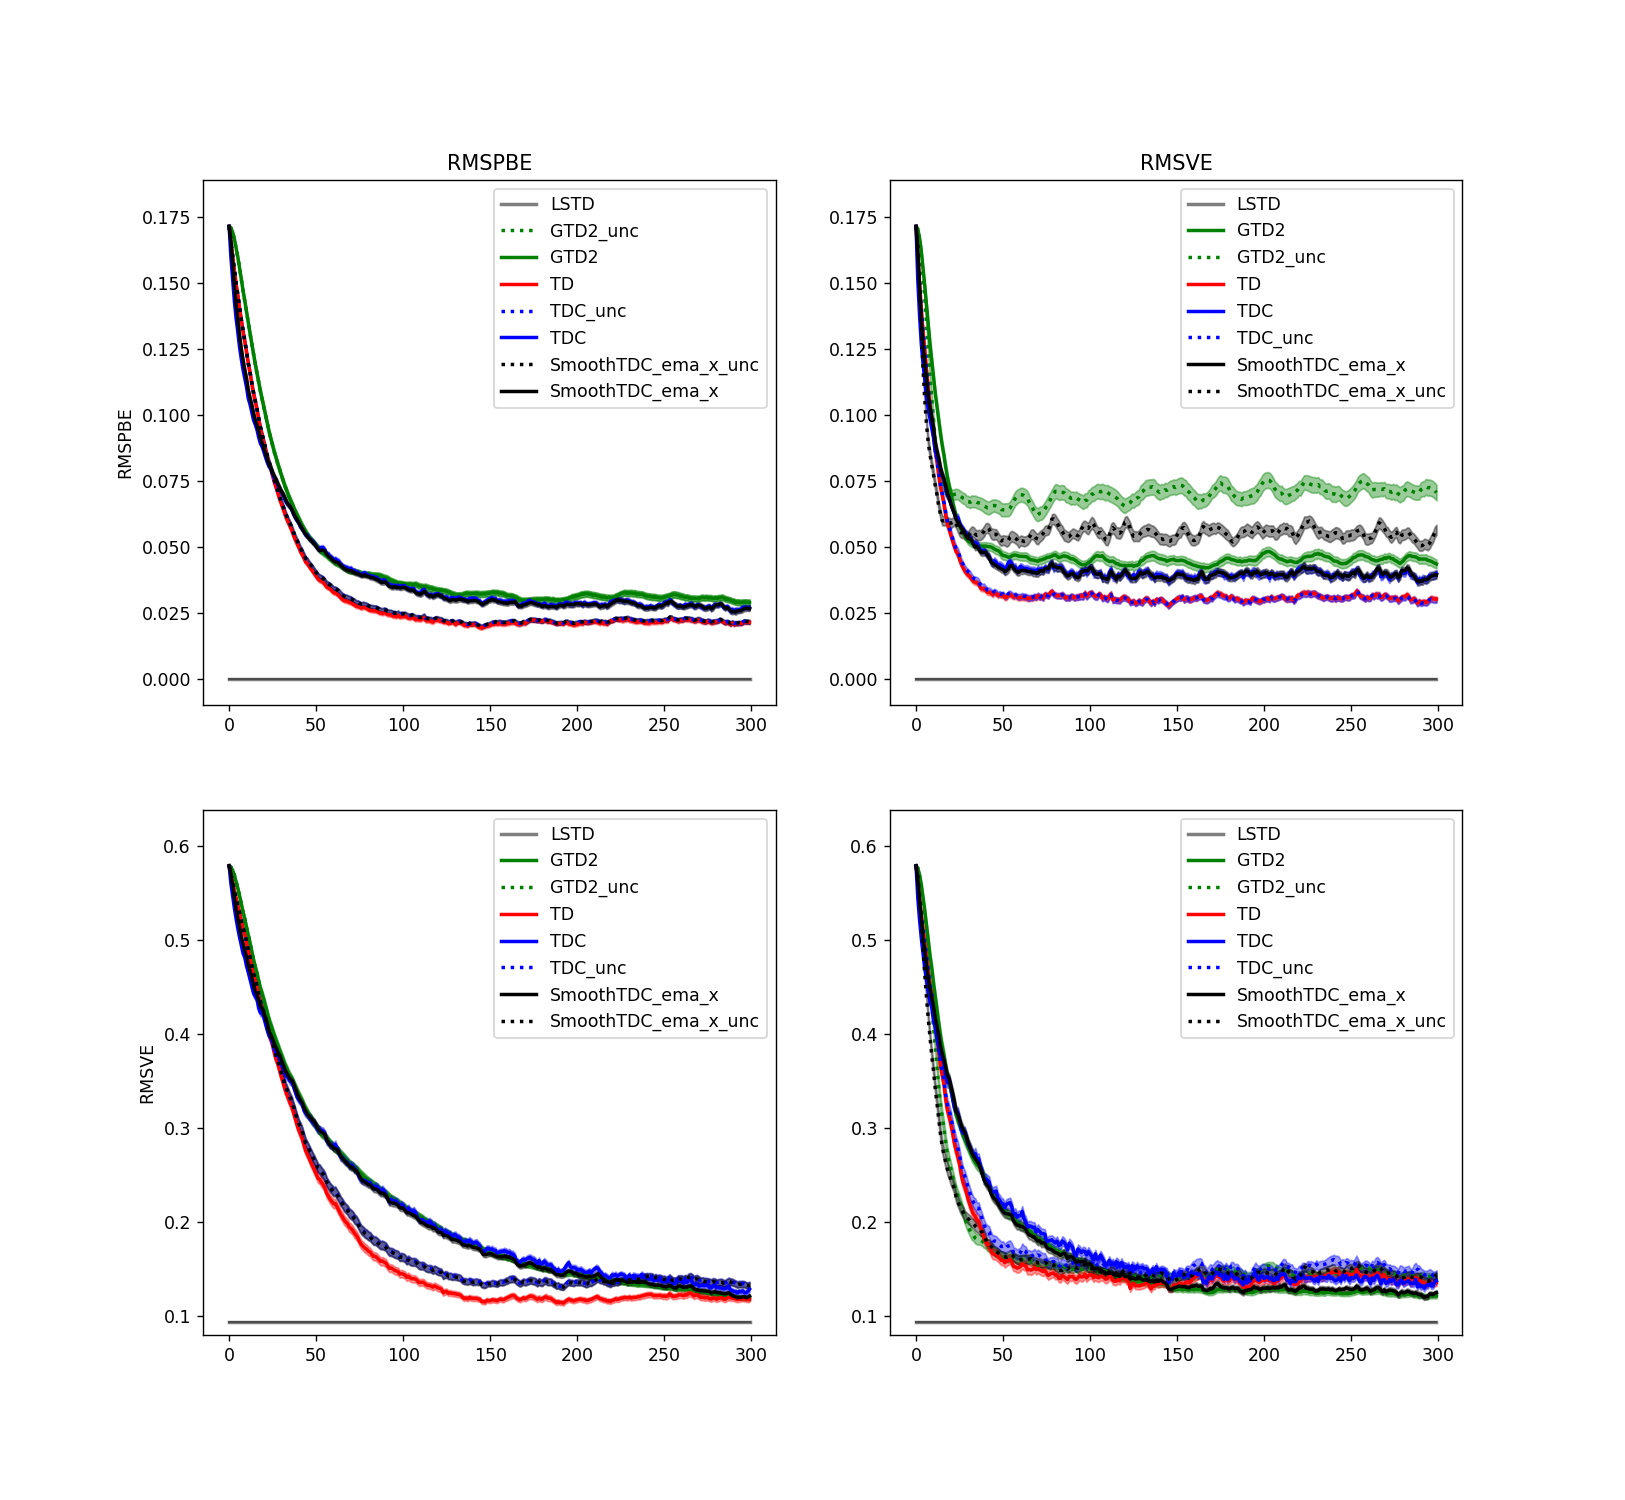 RMSPBE
RMSVE
RMSPBE
0.175
0.150
0.125
0.100
0.075
0.050
0.025
0.000
LSTD
GTD2_unc
GTD2
TD
TDC_unc
TDC
SmoothTDC_ema_x_unc
SmoothTDC_ema_x
0 50 100 150 200 250 300
0.175
0.150
0.125
0.100
0.075
0.050
0.025
0.000
LSTD
GTD2
GTD2_unc
TD
TDC
TDC_unc
SmoothTDC_ema_x
SmoothTDC_ema_x_unc
0 50 100 150 200 250 300
RMSVE
0.6
0.5
0.4
0.3
0.2
0.1
LSTD
GTD2
GTD2_unc
TD
TDC
TDC_unc
SmoothTDC_ema_x
SmoothTDC_ema_x_unc
0 50 100 150 200 250 300
0.6
0.5
0.4
0.3
0.2
0.1
LSTD
GTD2
GTD2_unc
TD
TDC
TDC_unc
SmoothTDC_ema_x
SmoothTDC_ema_x_unc
0 50 100 150 200 250 300